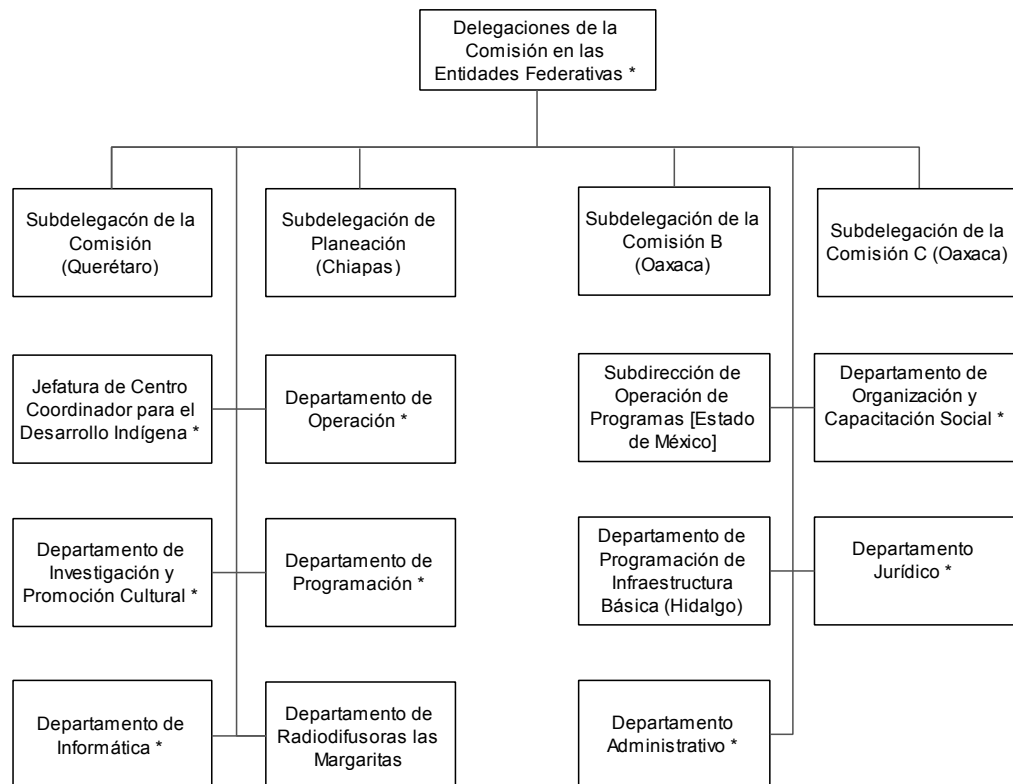 Delegaciones de la
Comisión en las
Entidades Federativas *
Subdelegacón de la
Comisión
(Querétaro)
Subdelegación de
Planeación
(Chiapas)
Subdelegación de la
Comisión B
(Oaxaca)
Subdelegación de la
Comisión C (Oaxaca)
Jefatura de Centro
Coordinador para el
Desarrollo Indígena *
Departamento de
Operación *
Subdirección de
Operación de
Programas [Estado
de México]
Departamento de
Organización y
Capacitación Social *
Departamento de
Investigación y
Promoción Cultural *
Departamento de
Programación *
Departamento de
Programación de
Infraestructura
Básica (Hidalgo)
Departamento
Jurídico *
Departamento de
Informática *
Departamento de
Radiodifusoras las
Margaritas
Departamento
Administrativo *